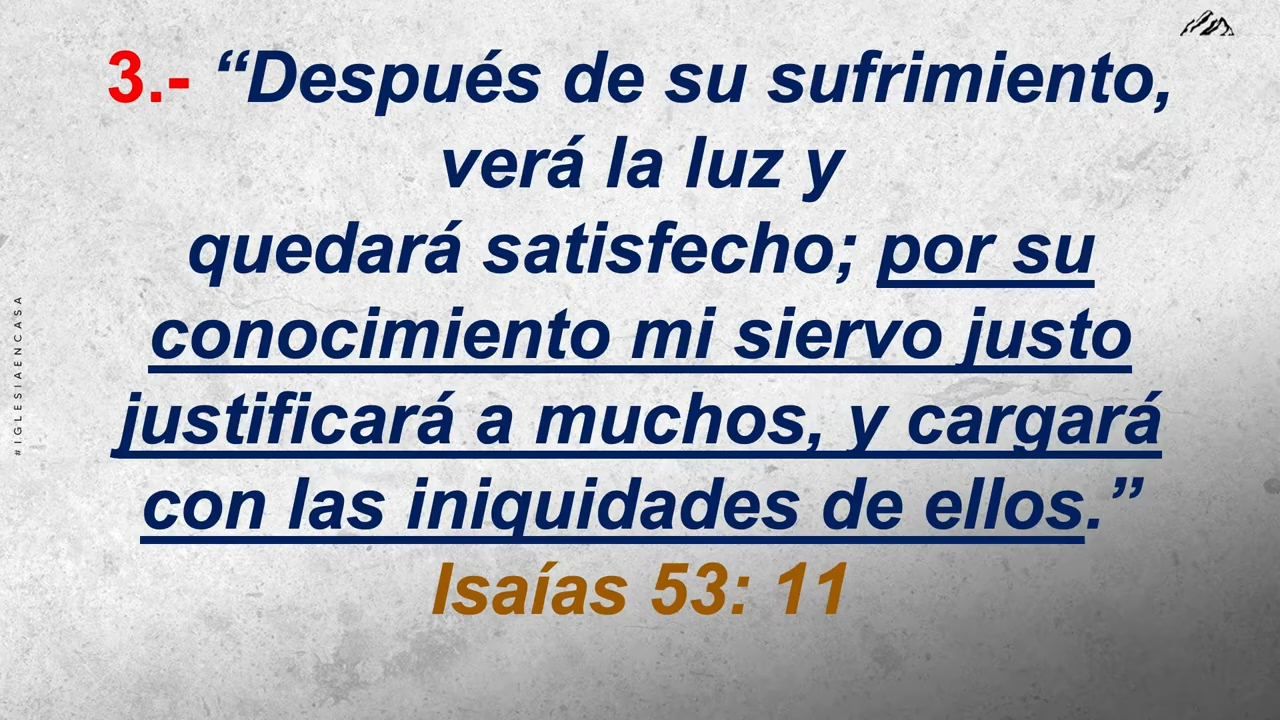 3.- “Después de su sufrimiento,
verá la luz y
quedará satisfecho; por su
conocimiento mi siervo justo
justificará a muchos, y cargará
con las iniquidades de ellos.”
Isaías 53: 11
#IGLESIAENCASA